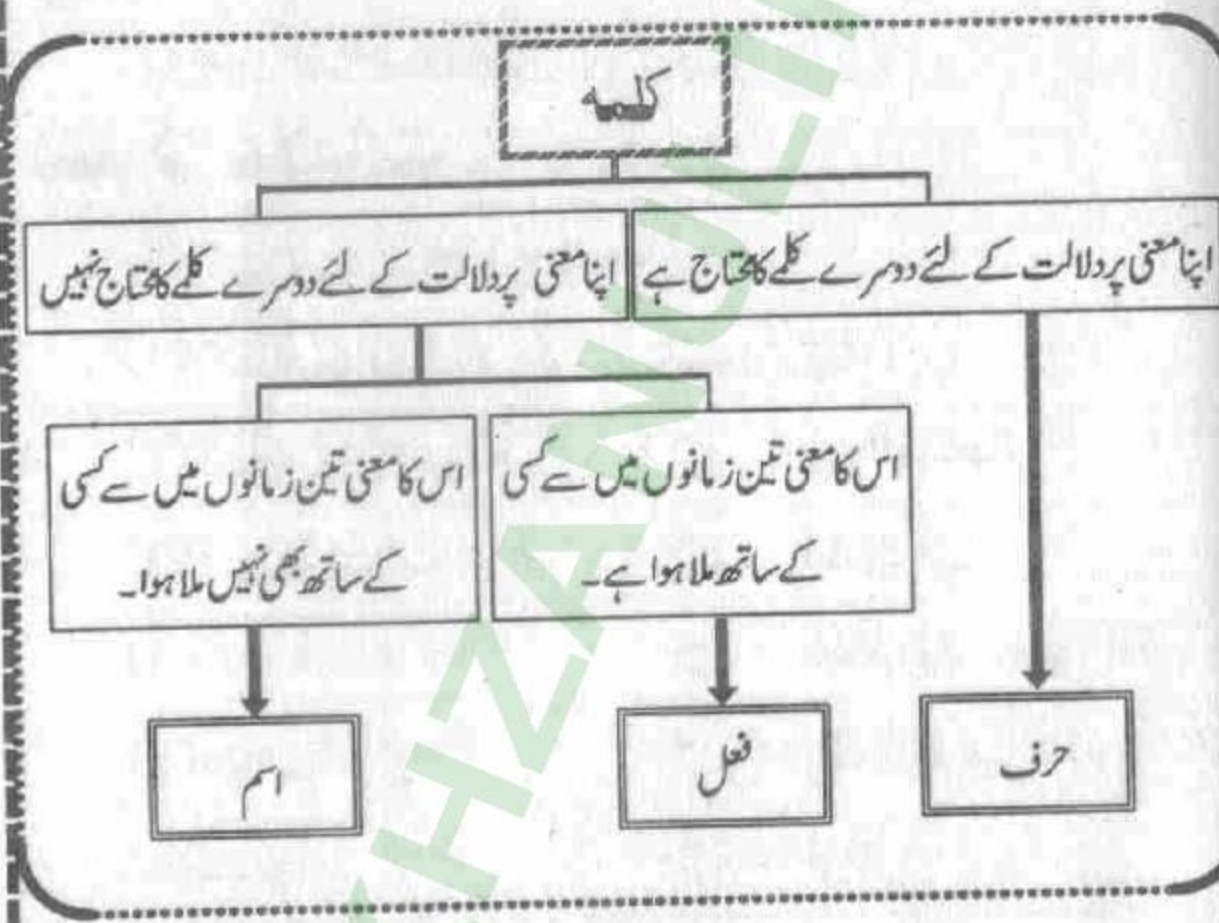 کلمہ
اپنا معنی پر دلالت کے لئے دوسرے کلمے کا محتاج ہے
اپنا معنی پر دلالت کے لئے دوسرے کلمے کا محتاج نہیں
اس کا معنی تین زمانوں میں سے کسی
کے ساتھ ملا ہوا ہے۔
اس کا معنی تین زمانوں میں سے کسی
کے ساتھ بھی نہیں ملا ہوا۔
حرف
فعل
اسم